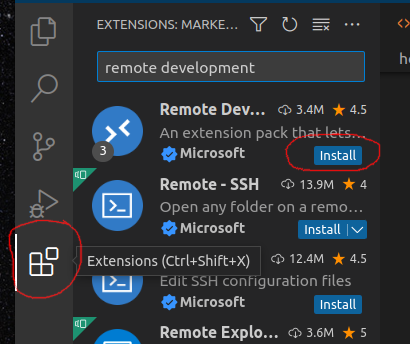 EXTENSIONS: MARKE...
remote development
Remote Dev... 3.4M 4.5
An extension pack that lets...
3
Microsoft Install
Remote - SSH 13.9M 4
Open any folder on a remo...
Microsoft Install
Extensions (Ctrl+Shift+X) 12.4M 4.5
Edit SSH configuration files
Microsoft Install
Remote Explo... 3.6M 5